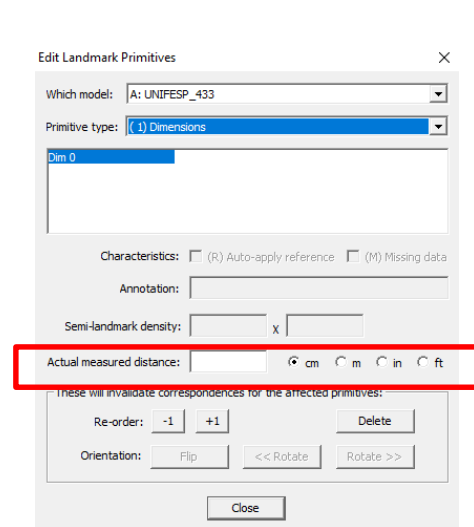 Edit Landmark Primitives
Which model: A: UNIFESP_433
Primitive type: ( 1) Dimensions
Dim 0
Characteristics: (R) Auto-apply reference (M) Missing data
Annotation:
Semi-landmark density: x
Actual measured distance: cm m in ft
These will invalidate correspondences for the affected primitives:
Re-order: -1 +1 Delete
Orientation: Flip << Rotate Rotate >>
Close